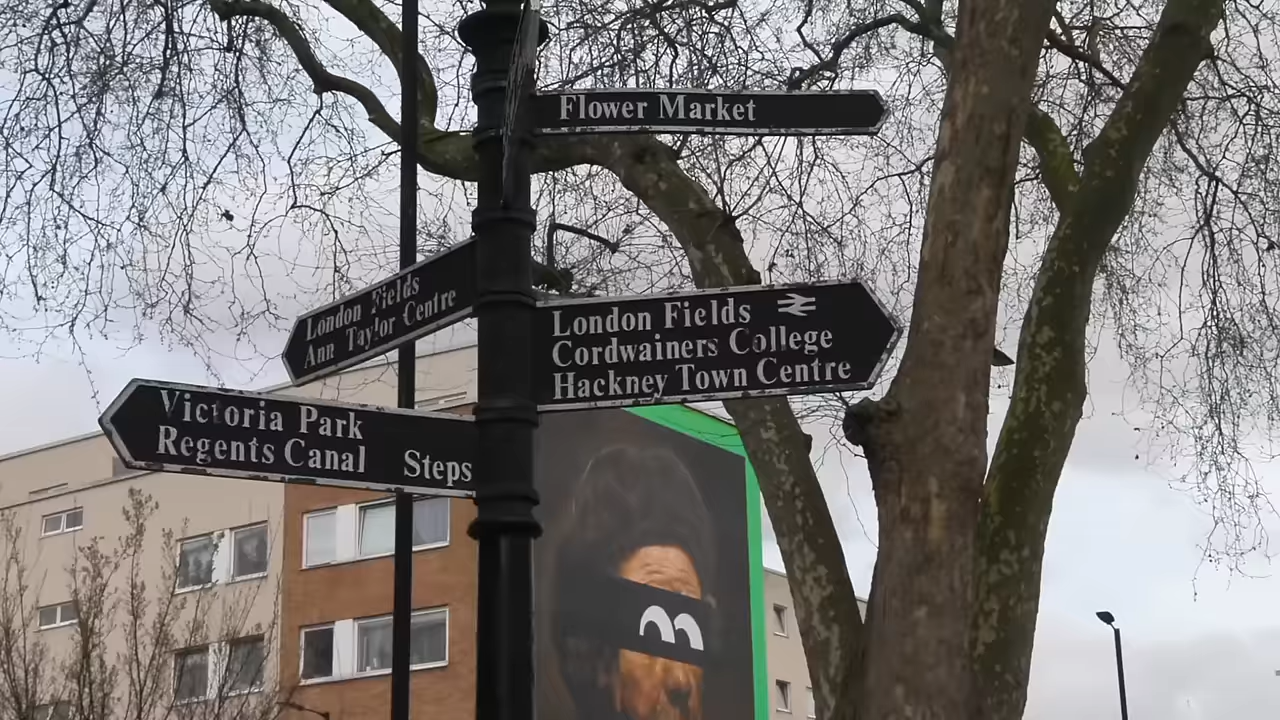 Flower Market
London Fields
Ann Taylor Centre
London Fields
Cordwainers College
Hackney Town Centre
Victoria Park
Regents Canal Steps